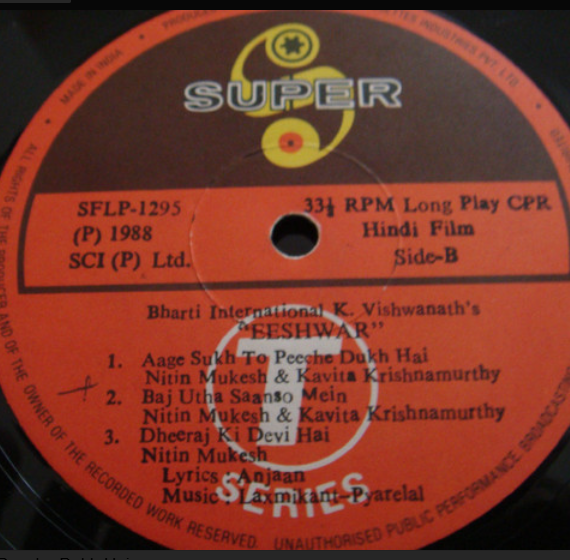 MADE IN INDIA
INDUSTRIES PVT. LTD.
SUPER
SFLP-1295
33⅓ RPM Long Play CPR
(P) 1988
Hindi Film
SCI (P) Ltd.
Side-B
Bharti International K. Vishwanath's
"EESHWAR"
1. Aage Sukh To Peeche Dukh Hai
Nitin Mukesh & Kavita Krishnamurthy
2. Baj Utha Saanso Mein
Nitin Mukesh & Kavita Krishnamurthy
3. Dheeraj Ki Devi Hai
Nitin Mukesh
Lyrics : Anjaan
Music : Laxmikant-Pyarelal
T
SERIES
ALL RIGHTS OF THE PRODUCER AND OF THE OWNER OF THE RECORDED WORK RESERVED. UNAUTHORISED PUBLIC PERFORMANCE BROADCASTING